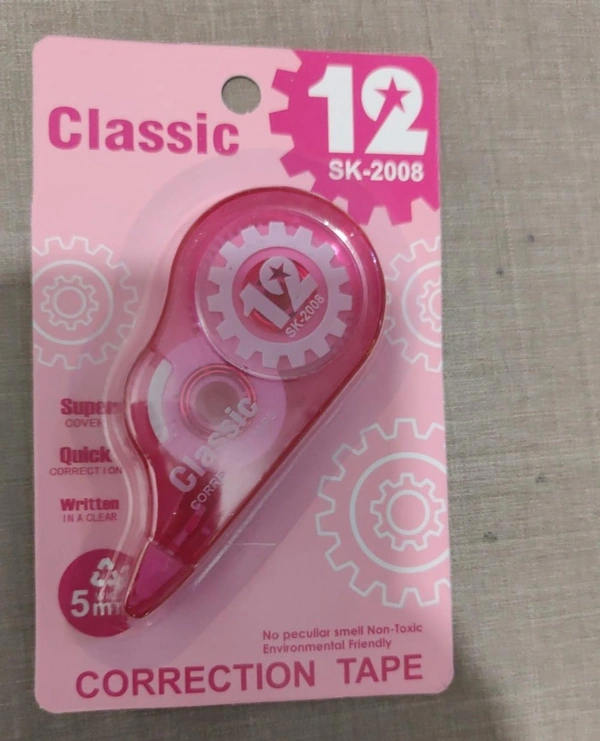 Classic
12
SK-2008
12
SK-2008
Super
COVER
Quick
CORRECTION
Written
IN A CLEAR
Classic
5m
No peculiar smell Non-Toxic
Environmental Friendly
CORRECTION TAPE